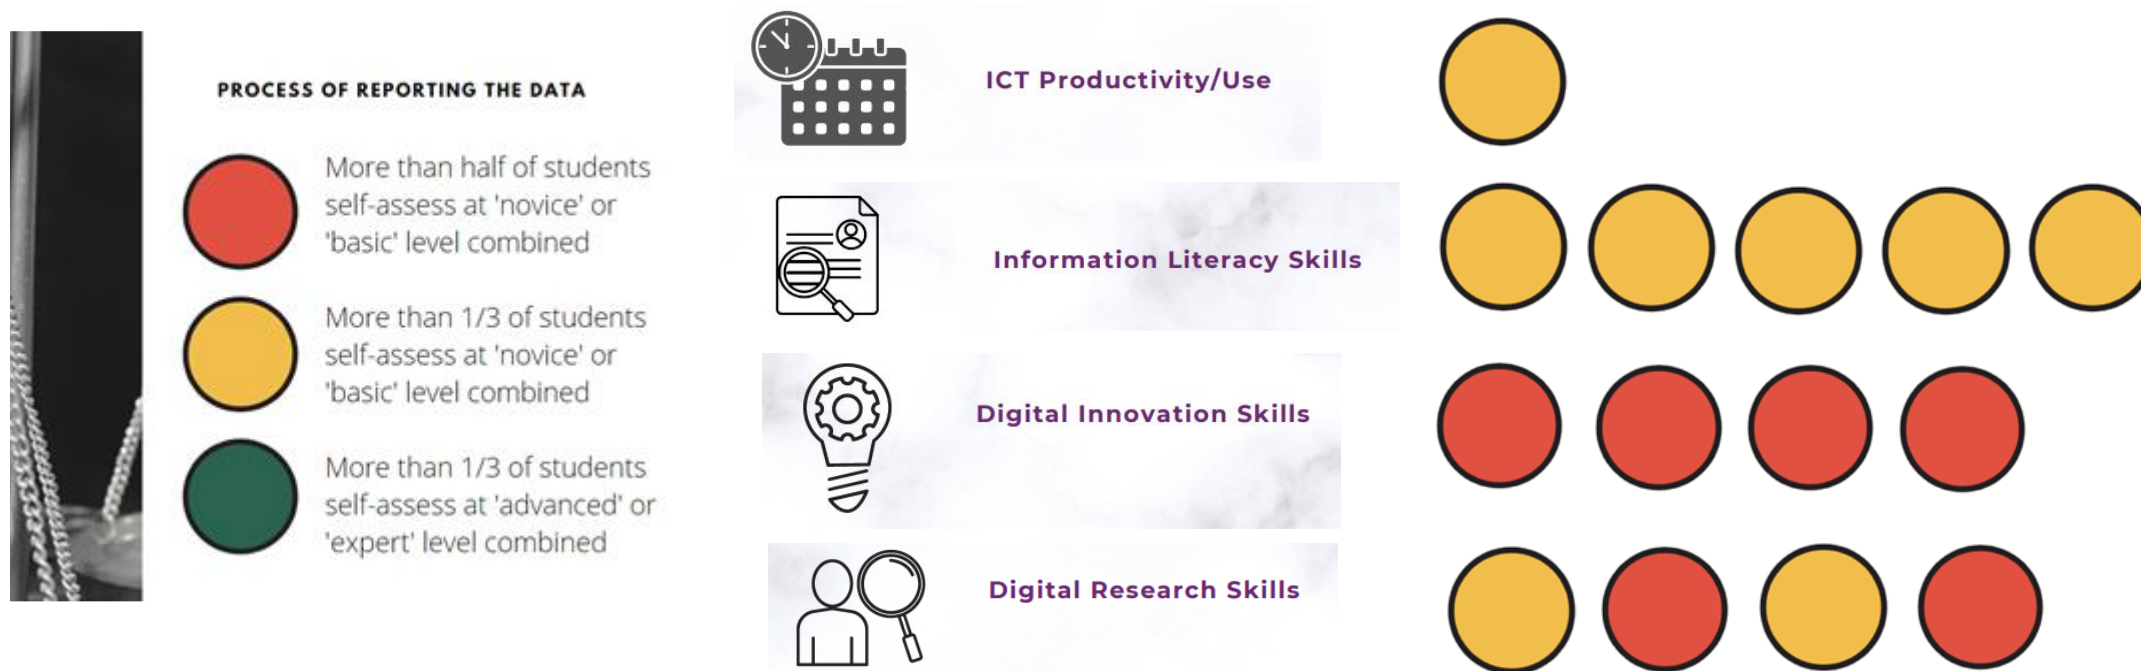 PROCESS OF REPORTING THE DATA
More than half of students
self-assess at 'novice' or
'basic' level combined
More than 1/3 of students
self-assess at 'novice' or
'basic' level combined
More than 1/3 of students
self-assess at 'advanced' or
'expert' level combined
ICT Productivity/Use
Information Literacy Skills
Digital Innovation Skills
Digital Research Skills